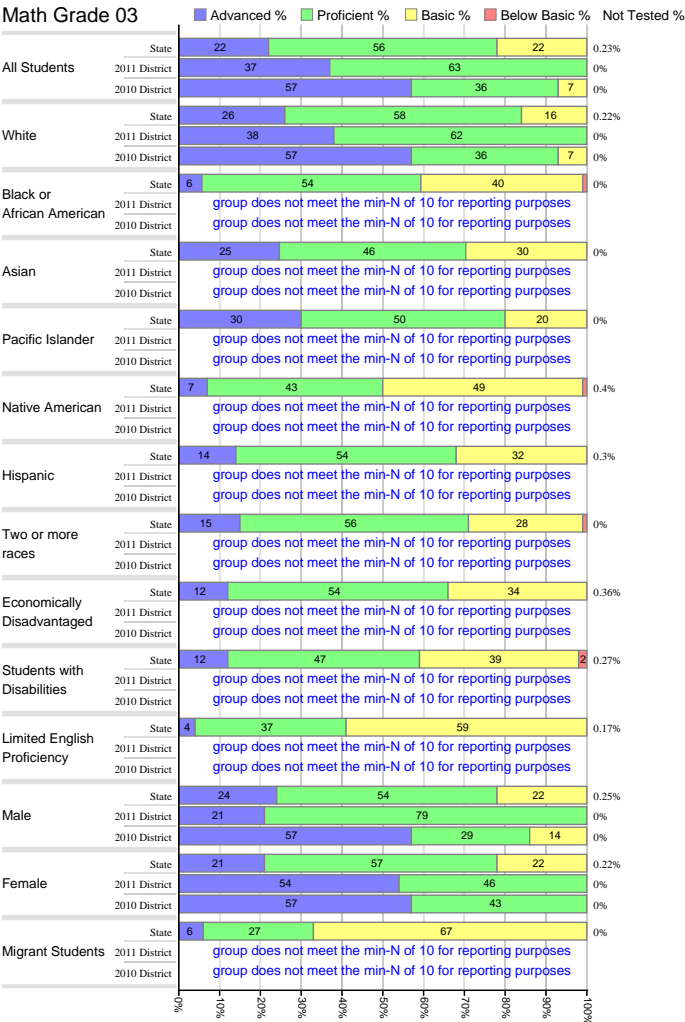 Math Grade 03 Advanced % Proficient % Basic % Below Basic % Not Tested %
All Students
State 22 56 22 0.23%
2011 District 37 63 0%
2010 District 57 36 7 0%
White
State 26 58 16 0.22%
2011 District 38 62 0%
2010 District 57 36 7 0%
Black or
African American
State 6 54 40 0%
2011 District group does not meet the min-N of 10 for reporting purposes
2010 District group does not meet the min-N of 10 for reporting purposes
Asian
State 25 46 30 0%
2011 District group does not meet the min-N of 10 for reporting purposes
2010 District group does not meet the min-N of 10 for reporting purposes
Pacific Islander
State 30 50 20 0%
2011 District group does not meet the min-N of 10 for reporting purposes
2010 District group does not meet the min-N of 10 for reporting purposes
Native American
State 7 43 49 0.4%
2011 District group does not meet the min-N of 10 for reporting purposes
2010 District group does not meet the min-N of 10 for reporting purposes
Hispanic
State 14 54 32 0.3%
2011 District group does not meet the min-N of 10 for reporting purposes
2010 District group does not meet the min-N of 10 for reporting purposes
Two or more
races
State 15 56 28 0%
2011 District group does not meet the min-N of 10 for reporting purposes
2010 District group does not meet the min-N of 10 for reporting purposes
Economically
Disadvantaged
State 12 54 34 0.36%
2011 District group does not meet the min-N of 10 for reporting purposes
2010 District group does not meet the min-N of 10 for reporting purposes
Students with
Disabilities
State 12 47 39 2 0.27%
2011 District group does not meet the min-N of 10 for reporting purposes
2010 District group does not meet the min-N of 10 for reporting purposes
Limited English
Proficiency
State 4 37 59 0.17%
2011 District group does not meet the min-N of 10 for reporting purposes
2010 District group does not meet the min-N of 10 for reporting purposes
Male
State 24 54 22 0.25%
2011 District 21 79 0%
2010 District 57 29 14 0%
Female
State 21 57 22 0.22%
2011 District 54 46 0%
2010 District 57 43 0%
Migrant Students
State 6 27 67 0%
2011 District group does not meet the min-N of 10 for reporting purposes
2010 District group does not meet the min-N of 10 for reporting purposes
0% 10% 20% 30% 40% 50% 60% 70% 80% 90% 100%